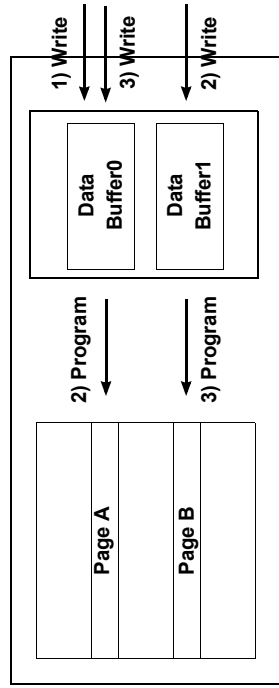 1) Write
3) Write
2) Write
Data
Buffer0
Data
Buffer1
2) Program
3) Program
Page A
Page B